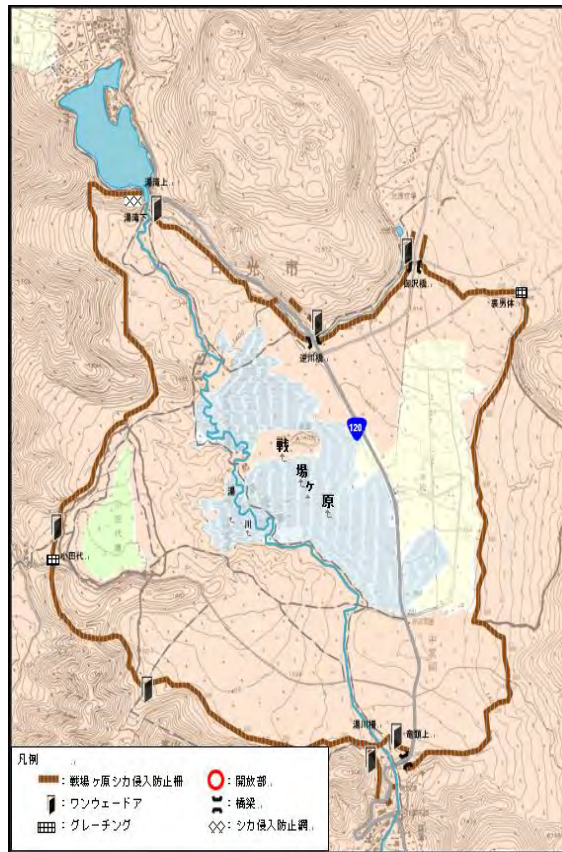 湯滝上
湯滝下
日光市
御沢橋
裏男体
逆川橋
120
戦場ヶ原
湯川
小田代
湯川橋
竜頭上
凡例
：戦場ヶ原シカ侵入防止柵
：開放部
：ワンウェードア
：橋梁
：グレーチング
：シカ侵入防止網